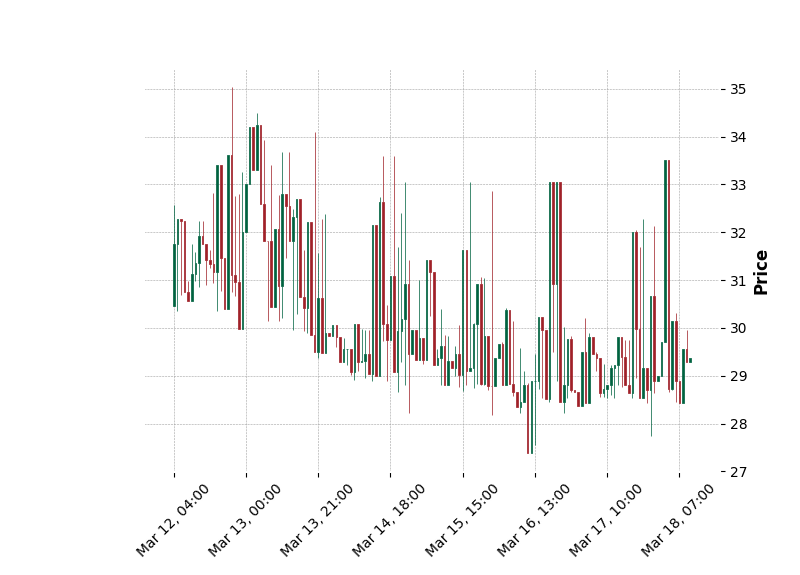 35
34
33
32
31
30
29
28
27
Price
Mar 12, 04:00
Mar 13, 00:00
Mar 13, 21:00
Mar 14, 18:00
Mar 15, 15:00
Mar 16, 13:00
Mar 17, 10:00
Mar 18, 07:00